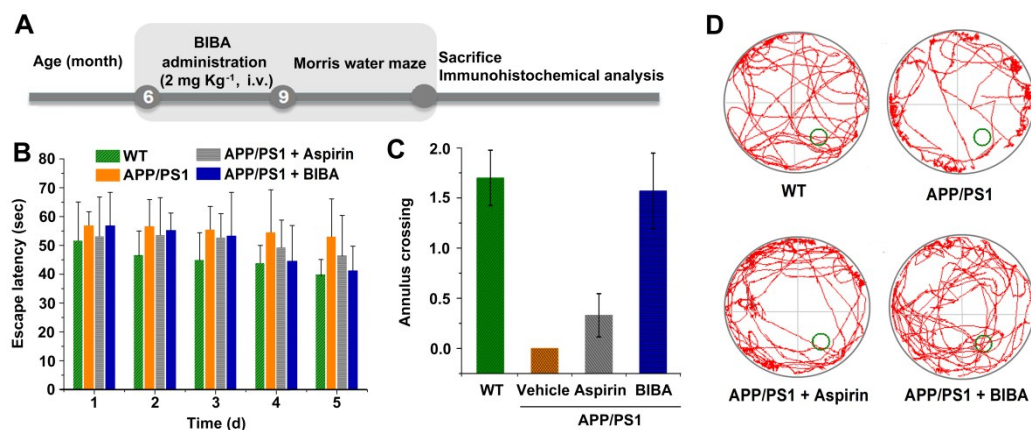 A
Age (month)
BIBA
administration
(2 mg Kg⁻¹, i.v.)
Morris water maze
Sacrifice
Immunohistochemical analysis
6
9
B
WT
APP/PS1
APP/PS1 + Aspirin
APP/PS1 + BIBA
Escape latency (sec)
80
70
60
50
40
30
20
10
0
1 2 3 4 5
Time (d)
C
Annulus crossing
2.0
1.5
1.0
0.5
0.0
WT Vehicle Aspirin BIBA
APP/PS1
D
WT APP/PS1
APP/PS1 + Aspirin APP/PS1 + BIBA